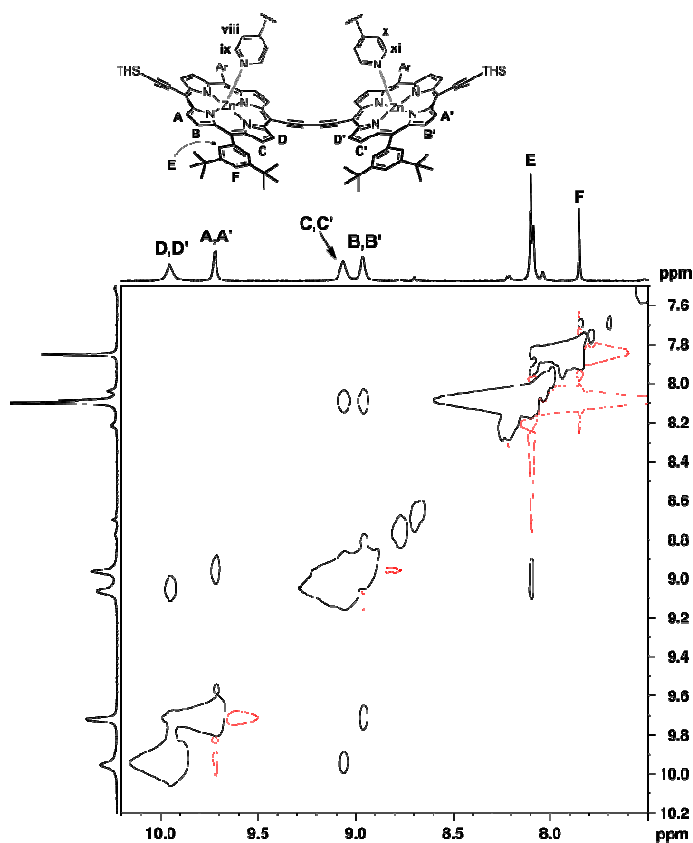 viii
x
ix
xi
N
N
Ar
Ar
THS
THS
N
N
Zn
N
N
N
N
Zn
N
N
A
A'
B
B'
C
D
D'
C'
E
F
E
F
D,D'
A,A'
C,C'
B,B'
ppm
7.6
7.8
8.0
8.2
8.4
8.6
8.8
9.0
9.2
9.4
9.6
9.8
10.0
10.2
10.0
9.5
9.0
8.5
8.0
ppm